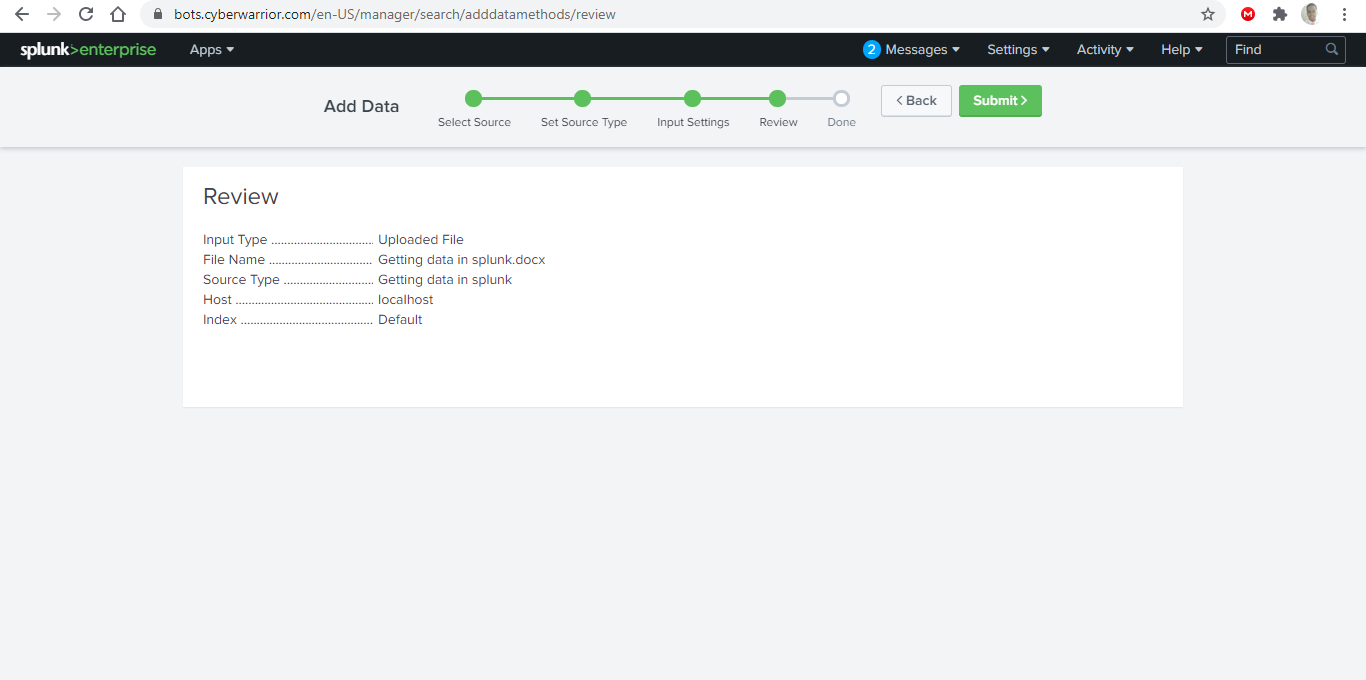 bots.cyberwarrior.com/en-US/manager/search/adddatamethods/review
M
splunk>enterprise Apps 2 Messages Settings Activity Help Find
Add Data
Select Source Set Source Type Input Settings Review Done
< Back Submit >
Review
Input Type ................................ Uploaded File
File Name ................................ Getting data in splunk.docx
Source Type ............................ Getting data in splunk
Host ........................................... localhost
Index ......................................... Default